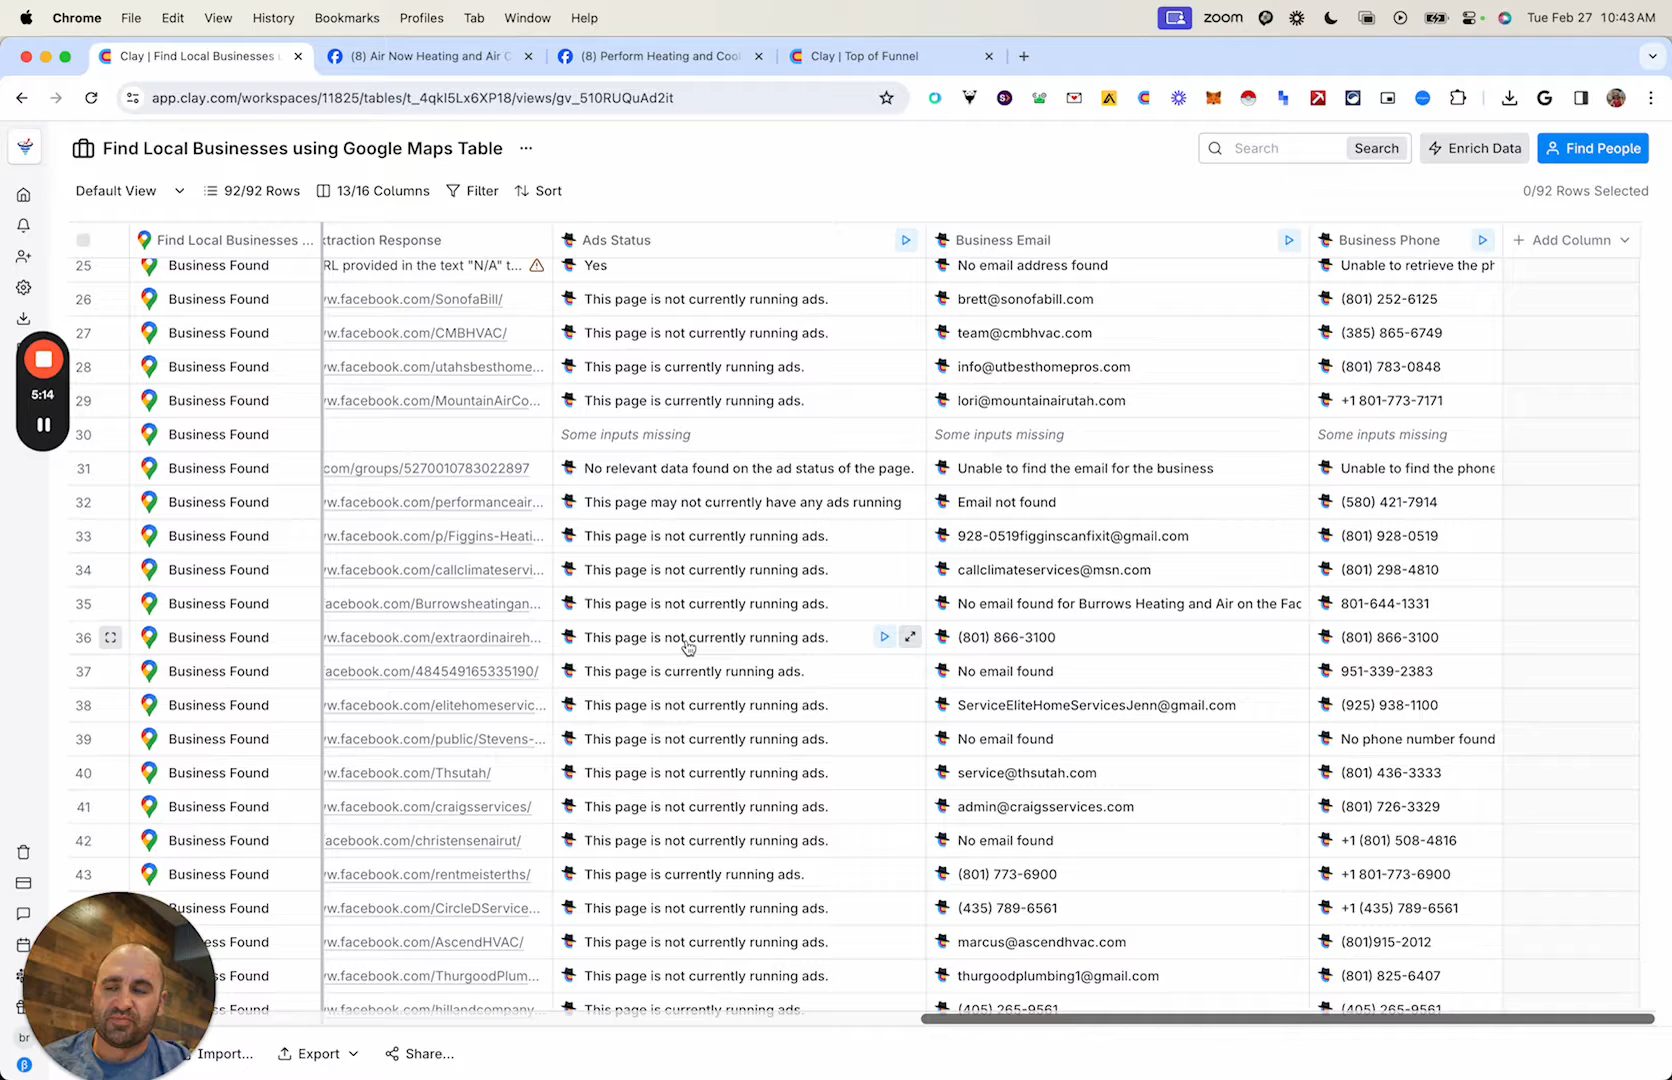 Chrome File Edit View History Bookmarks Profiles Tab Window Help zoom Tue Feb 27 10:43 AM
Clay | Find Local Businesses (8) Air Now Heating and Air C (8) Perform Heating and Cool Clay | Top of Funnel
app.clay.com/workspaces/11825/tables/t_4qkI5Lx6XP18/views/gv_510RUQuAd2it
Find Local Businesses using Google Maps Table ... Search Search Enrich Data Find People
Default View 92/92 Rows 13/16 Columns Filter Sort 0/92 Rows Selected
Find Local Businesses ... traction Response Ads Status Business Email Business Phone + Add Column
25 Business Found RL provided in the text "N/A" t... Yes No email address found Unable to retrieve the ph
26 Business Found w.facebook.com/SonofaBill/ This page is not currently running ads. brett@sonofabill.com (801) 252-6125
27 Business Found w.facebook.com/CMBHVAC/ This page is not currently running ads. team@cmbhvac.com (385) 865-6749
28 Business Found w.facebook.com/utahsbesthome... This page is currently running ads. info@utbesthomepros.com (801) 783-0848
29 Business Found w.facebook.com/MountainAirCo... This page is currently running ads. lori@mountainairutah.com +1 801-773-7171
30 Business Found Some inputs missing Some inputs missing Some inputs missing
31 Business Found com/groups/5270010783022897 No relevant data found on the ad status of the page. Unable to find the email for the business Unable to find the phone
32 Business Found w.facebook.com/performanceair... This page may not currently have any ads running Email not found (580) 421-7914
33 Business Found w.facebook.com/p/Figgins-Heati... This page is not currently running ads. 928-0519figginscanfixit@gmail.com (801) 928-0519
34 Business Found w.facebook.com/callclimateservi... This page is not currently running ads. callclimateservices@msn.com (801) 298-4810
35 Business Found acebook.com/Burrowsheatingan... This page is not currently running ads. No email found for Burrows Heating and Air on the Fac 801-644-1331
36 Business Found w.facebook.com/extraordinaireh... This page is not currently running ads. (801) 866-3100 (801) 866-3100
37 Business Found acebook.com/484549165335190/ This page is currently running ads. No email found 951-339-2383
38 Business Found w.facebook.com/elitehomeservic... This page is not currently running ads. ServiceEliteHomeServicesJenn@gmail.com (925) 938-1100
39 Business Found w.facebook.com/public/Stevens-... This page is not currently running ads. No email found No phone number found
40 Business Found w.facebook.com/Thsutah/ This page is not currently running ads. service@thsutah.com (801) 436-3333
41 Business Found w.facebook.com/craigsservices/ This page is not currently running ads. admin@craigsservices.com (801) 726-3329
42 Business Found acebook.com/christensenairut/ This page is not currently running ads. No email found +1 (801) 508-4816
43 Business Found w.facebook.com/rentmeisterths/ This page is currently running ads. (801) 773-6900 +1 801-773-6900
Business Found w.facebook.com/CircleDService... This page is not currently running ads. (435) 789-6561 +1 (435) 789-6561
ess Found w.facebook.com/AscendHVAC/ This page is not currently running ads. marcus@ascendhvac.com (801)915-2012
ess Found w.facebook.com/ThurgoodPlum... This page is not currently running ads. thurgoodplumbing1@gmail.com (801) 825-6407
s Found w.facebook.com/hillandcompany... This page is currently running ads. (405) 265-9561 (405) 265-9561
5:14
br
β
Import... Export Share...